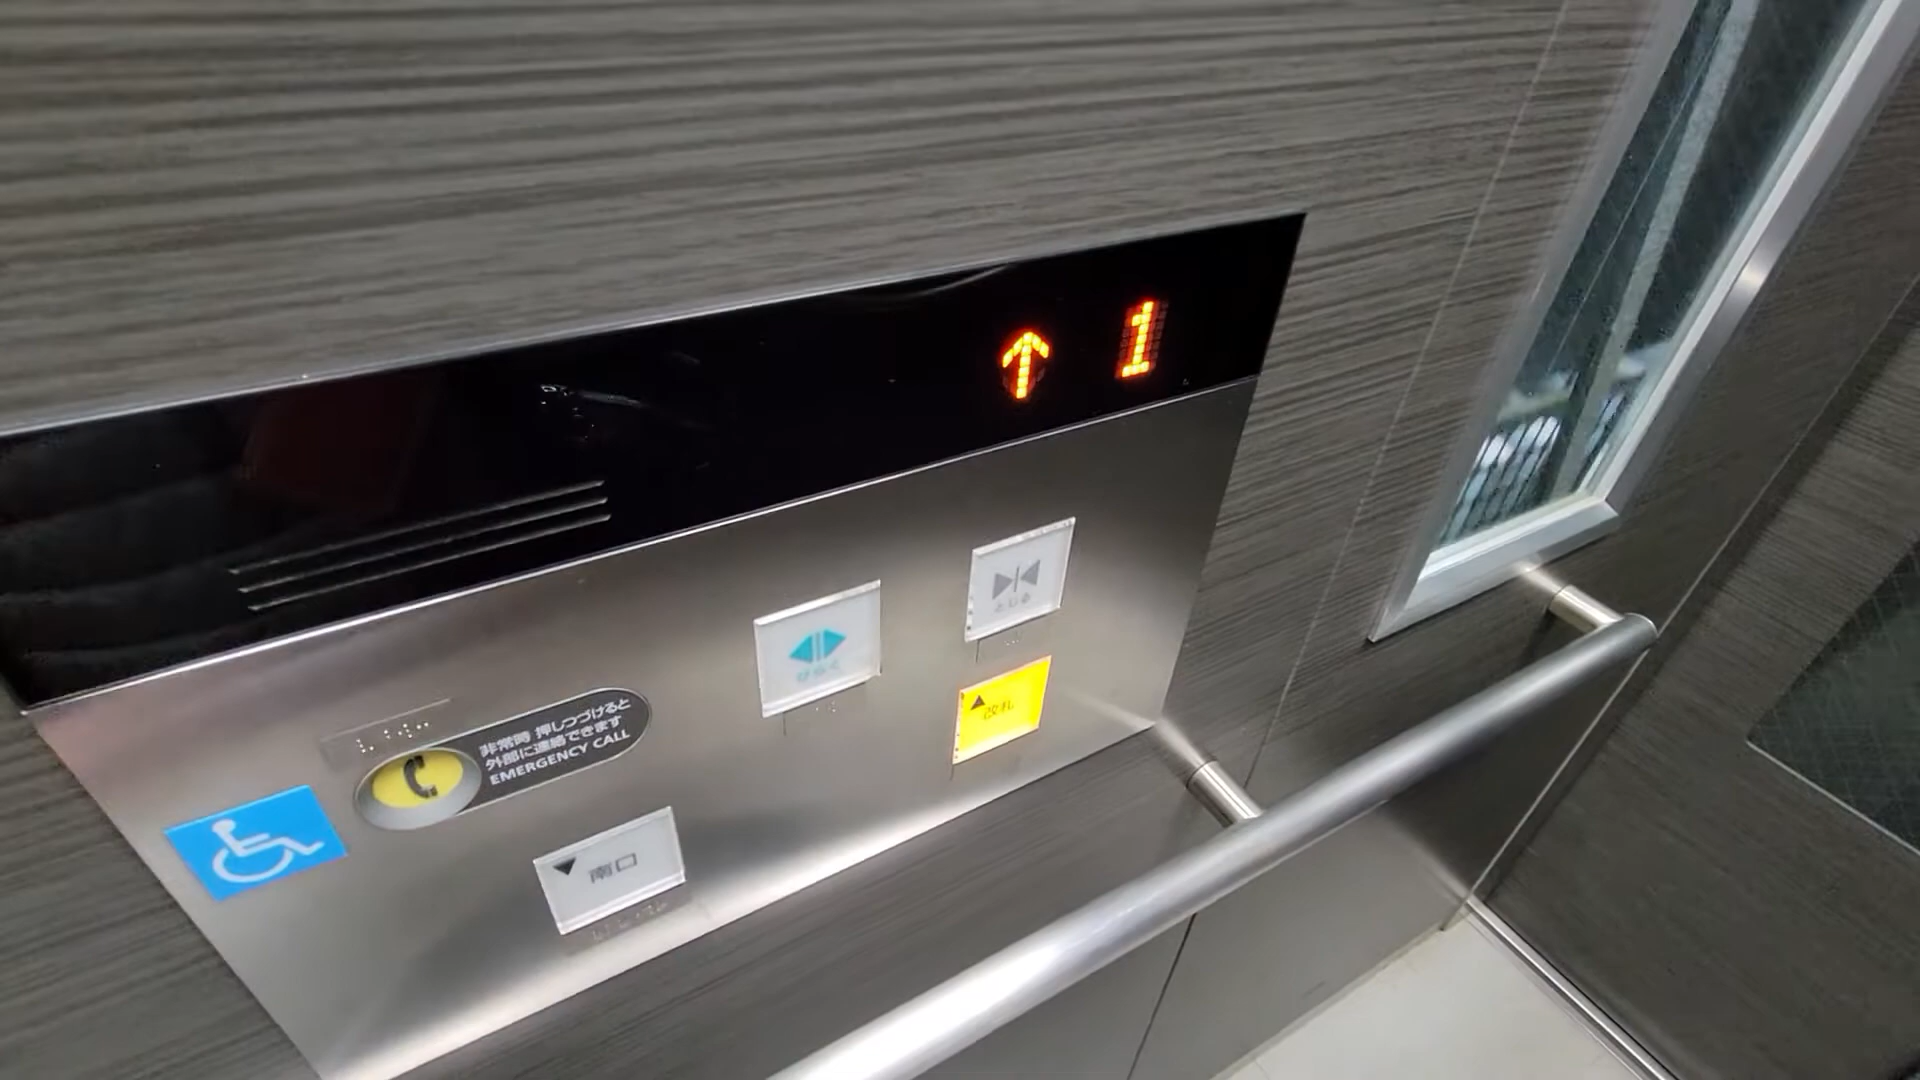 1
とじる
ひらく
改札
非常時 押しつづけると
外部に連絡できます
EMERGENCY CALL
南口